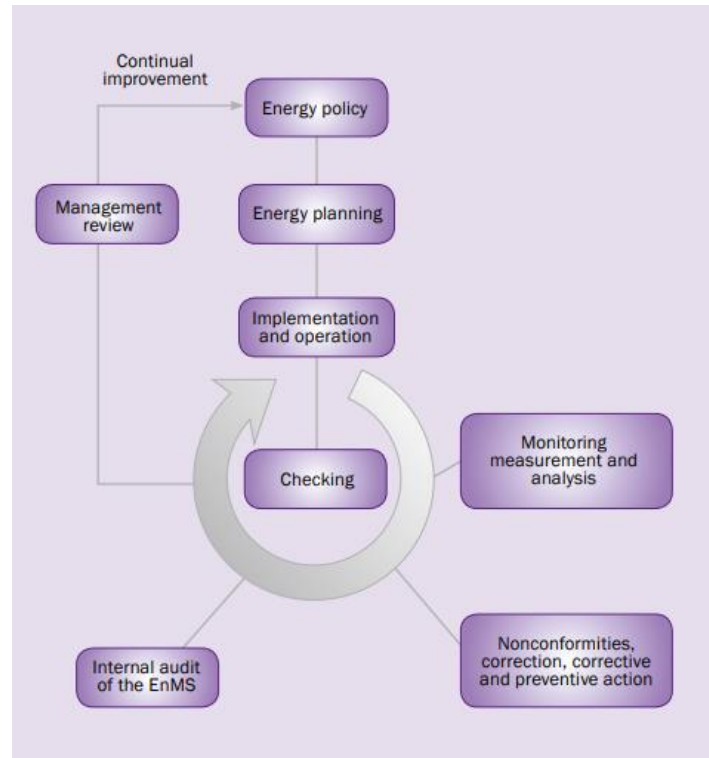 Continual
improvement
Energy policy
Management
review
Energy planning
Implementation
and operation
Checking
Monitoring
measurement and
analysis
Internal audit
of the EnMS
Nonconformities,
correction, corrective
and preventive action